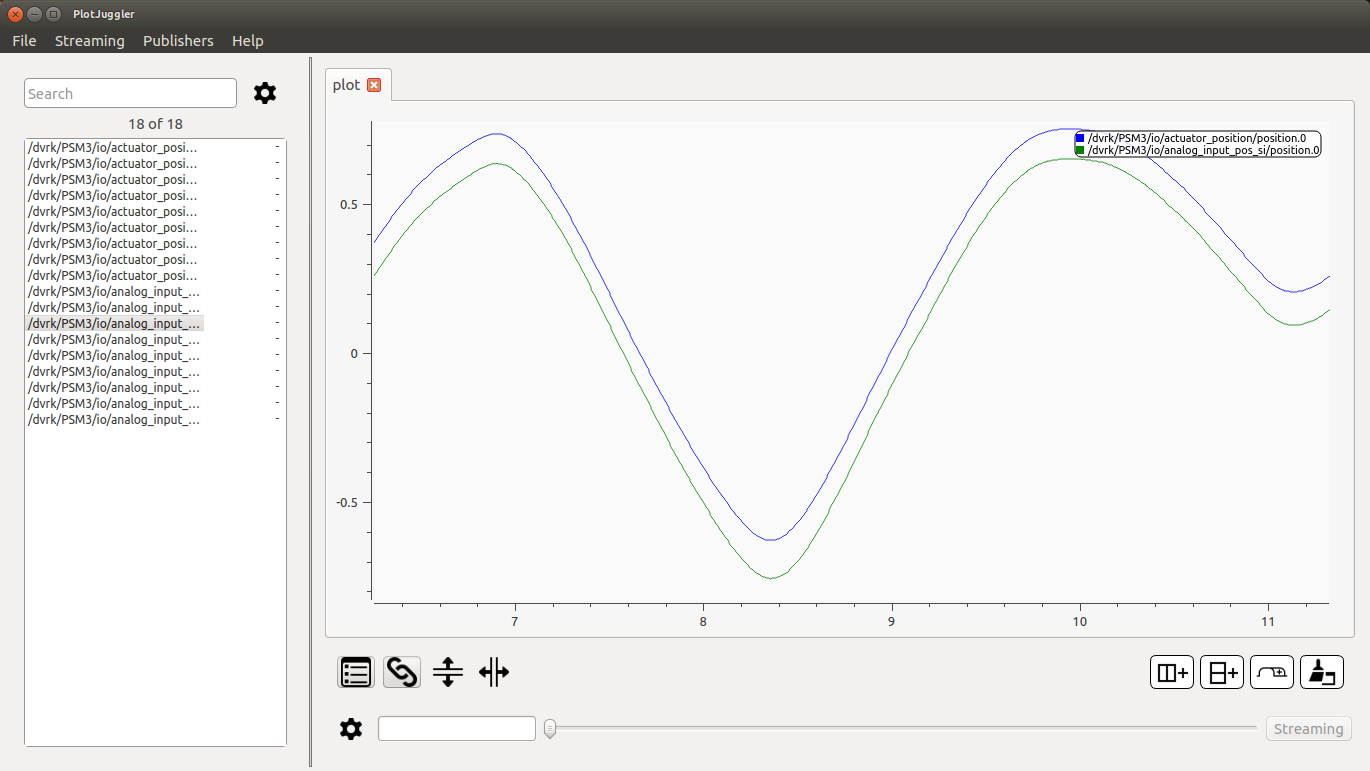 PlotJuggler
File Streaming Publishers Help
Search
18 of 18
/dvrk/PSM3/io/actuator_posi... -
/dvrk/PSM3/io/actuator_posi... -
/dvrk/PSM3/io/actuator_posi... -
/dvrk/PSM3/io/actuator_posi... -
/dvrk/PSM3/io/actuator_posi... -
/dvrk/PSM3/io/actuator_posi... -
/dvrk/PSM3/io/actuator_posi... -
/dvrk/PSM3/io/actuator_posi... -
/dvrk/PSM3/io/actuator_posi... -
/dvrk/PSM3/io/analog_input_... -
/dvrk/PSM3/io/analog_input_... -
/dvrk/PSM3/io/analog_input_... -
/dvrk/PSM3/io/analog_input_... -
/dvrk/PSM3/io/analog_input_... -
/dvrk/PSM3/io/analog_input_... -
/dvrk/PSM3/io/analog_input_... -
/dvrk/PSM3/io/analog_input_... -
/dvrk/PSM3/io/analog_input_... -
plot
/dvrk/PSM3/io/actuator_position/position.0
/dvrk/PSM3/io/analog_input_pos_si/position.0
0.5
0
-0.5
7 8 9 10 11
Streaming